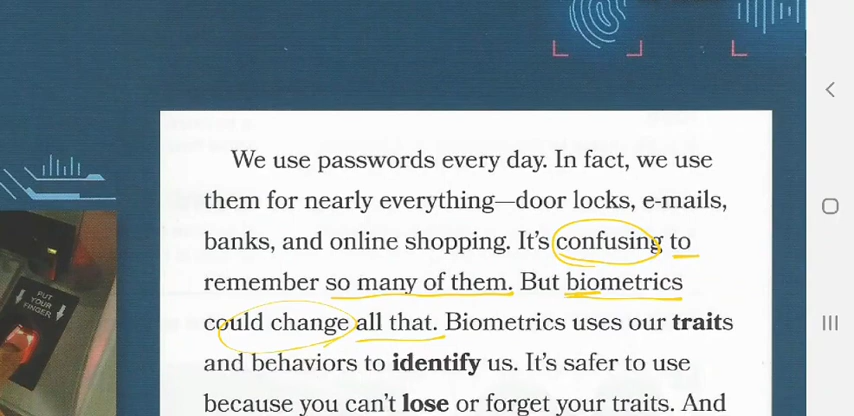 We use passwords every day. In fact, we use
them for nearly everything—door locks, e-mails,
banks, and online shopping. It's confusing to
remember so many of them. But biometrics
could change all that. Biometrics uses our traits
and behaviors to identify us. It's safer to use
because you can't lose or forget your traits. And
PUT
YOUR
FINGER